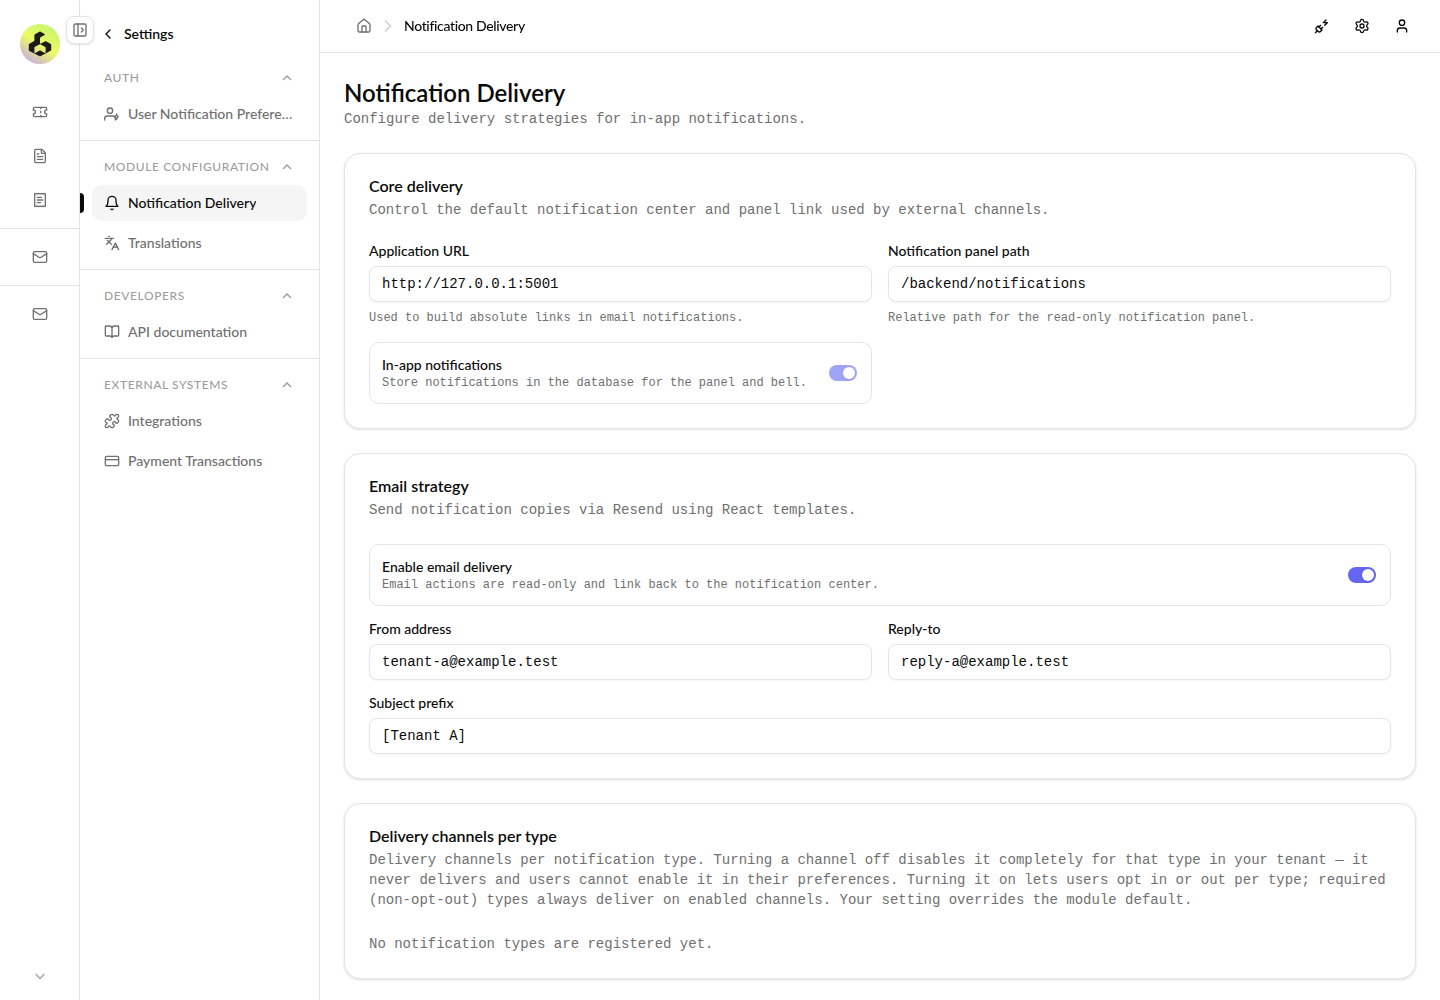 Settings
AUTH
User Notification Prefere...
MODULE CONFIGURATION
Notification Delivery
Translations
DEVELOPERS
API documentation
EXTERNAL SYSTEMS
Integrations
Payment Transactions
Notification Delivery
Notification Delivery
Configure delivery strategies for in-app notifications.
Core delivery
Control the default notification center and panel link used by external channels.
Application URL
Notification panel path
http://127.0.0.1:5001
/backend/notifications
Used to build absolute links in email notifications.
Relative path for the read-only notification panel.
In-app notifications
Store notifications in the database for the panel and bell.
Email strategy
Send notification copies via Resend using React templates.
Enable email delivery
Email actions are read-only and link back to the notification center.
From address
Reply-to
tenant-a@example.test
reply-a@example.test
Subject prefix
[Tenant A]
Delivery channels per type
Delivery channels per notification type. Turning a channel off disables it completely for that type in your tenant — it
never delivers and users cannot enable it in their preferences. Turning it on lets users opt in or out per type; required
(non-opt-out) types always deliver on enabled channels. Your setting overrides the module default.
No notification types are registered yet.